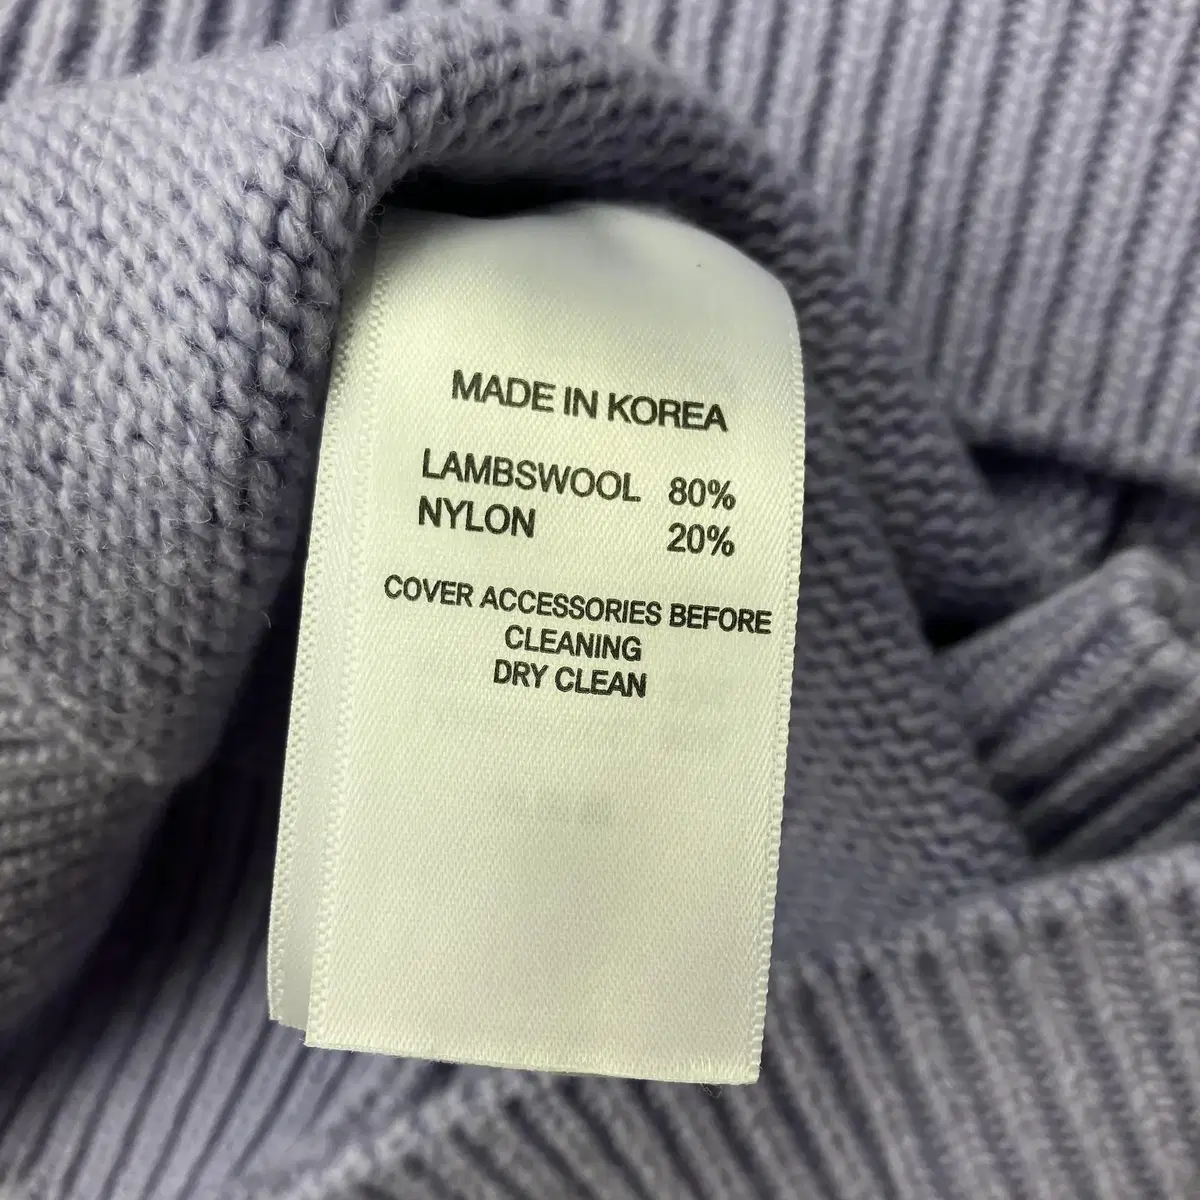 MADE IN KOREA
LAMBSWOOL 80%
NYLON 20%
COVER ACCESSORIES BEFORE
CLEANING
DRY CLEAN